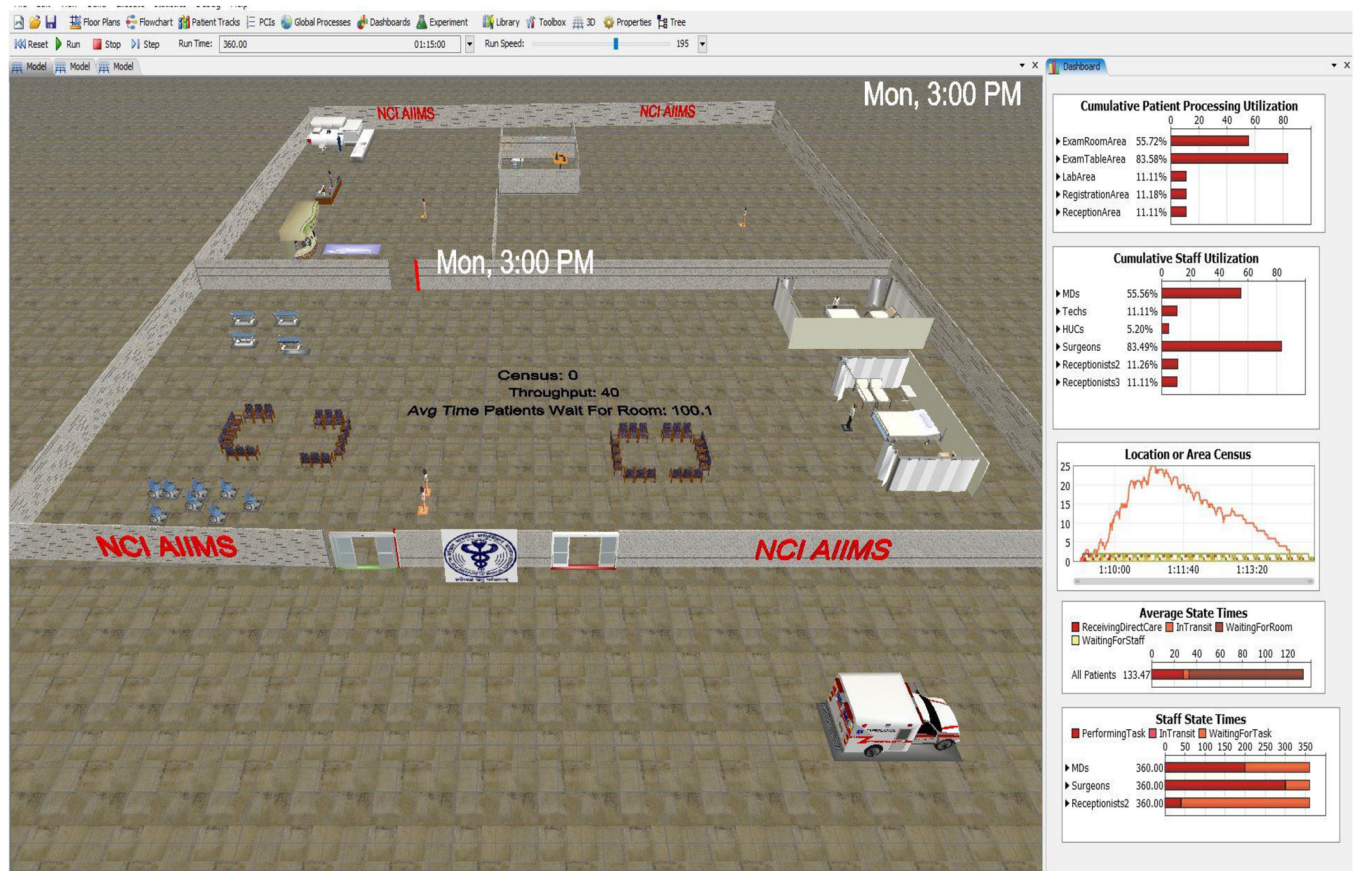 Floor Plans Flowchart Patient Tracks PCIs Global Processes Dashboards Experiment Library Toolbox 3D Properties Tree
Reset Run Stop Step Run Time: 360.00 01:15:00 Run Speed: 195
Model Model Model
Dashboard
Mon, 3:00 PM
NCI AIIMS NCI AIIMS
Mon, 3:00 PM
Census: 0
Throughput: 40
Avg Time Patients Wait For Room: 100.1
NCI AIIMS NCI AIIMS
Cumulative Patient Processing Utilization
0 20 40 60 80
ExamRoomArea 55.72%
ExamTableArea 83.58%
LabArea 11.11%
RegistrationArea 11.18%
ReceptionArea 11.11%
Cumulative Staff Utilization
0 20 40 60 80
MDs 55.56%
Techs 11.11%
HUCs 5.20%
Surgeons 83.49%
Receptionists2 11.26%
Receptionists3 11.11%
Location or Area Census
25
20
15
10
5
0
1:10:00 1:11:40 1:13:20
Average State Times
ReceivingDirectCare InTransit WaitingForRoom
WaitingForStaff
0 20 40 60 80 100 120
All Patients 133.47
Staff State Times
PerformingTask InTransit WaitingForTask
0 50 100 150 200 250 300 350
MDs 360.00
Surgeons 360.00
Receptionists2 360.00